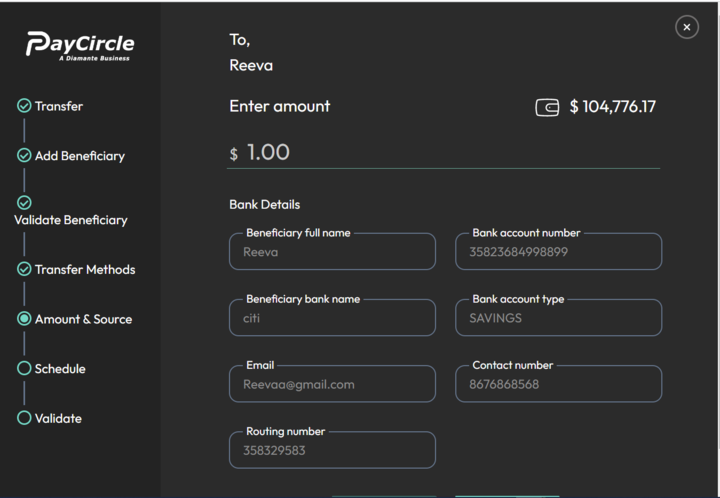 PayCircle
A Diamante Business
Transfer
Add Beneficiary
Validate Beneficiary
Transfer Methods
Amount & Source
Schedule
Validate
To,
Reeva
Enter amount
$ 104,776.17
$ 1.00
Bank Details
Beneficiary full name
Reeva
Bank account number
35823684998899
Beneficiary bank name
citi
Bank account type
SAVINGS
Email
Reevaa@gmail.com
Contact number
8676868568
Routing number
358329583